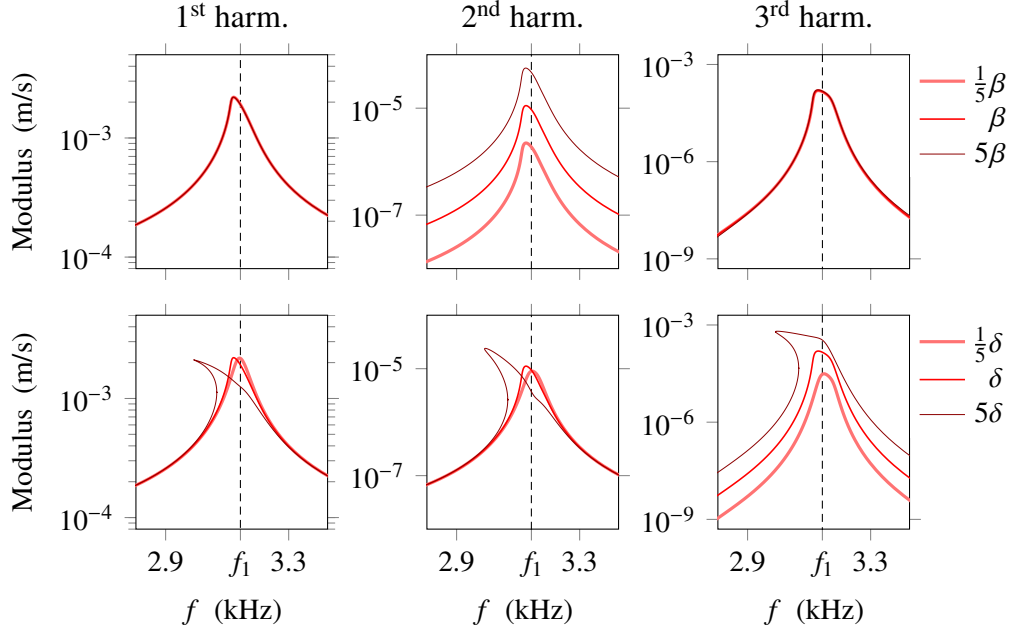 1st harm. 2nd harm. 3rd harm.
Modulus (m/s)
10−3
10−4
10−5
10−7
10−3
10−6
10−9
1/5 β
β
5β
Modulus (m/s)
10−3
10−4
10−5
10−7
10−3
10−6
10−9
1/5 δ
δ
5δ
2.9 f1 3.3 2.9 f1 3.3 2.9 f1 3.3
f (kHz) f (kHz) f (kHz)